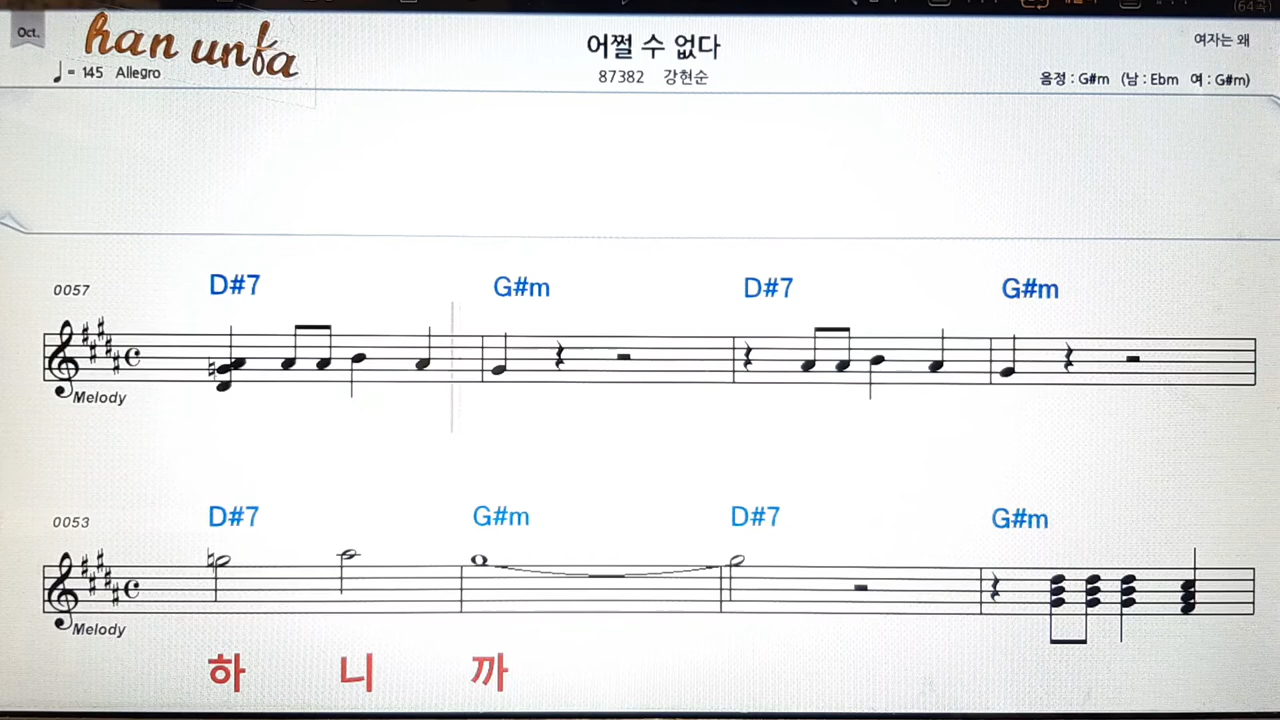 Oct.
han unfa
♩= 145 Allegro
어쩔 수 없다
87382 강현순
여자는 왜
음정 : G#m (남 : Ebm 여 : G#m)
0057
D#7 G#m D#7 G#m
Melody
0053
D#7 G#m D#7 G#m
Melody
하 니 까